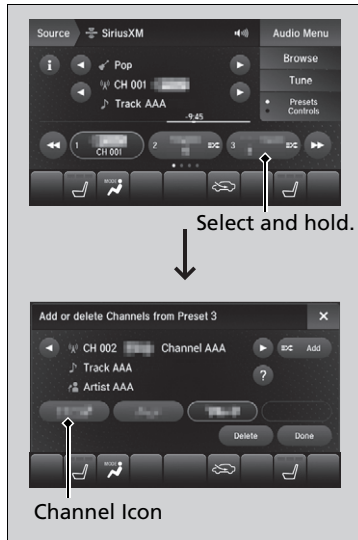 Source SiriusXM Audio Menu
Pop Browse
CH 001 Tune
Track AAA Presets
Controls
-9:45
1 2 3
CH 001
MODE
Select and hold.
Add or delete Channels from Preset 3
CH 002 Channel AAA Add
Track AAA
Artist AAA
Delete Done
MODE
Channel Icon